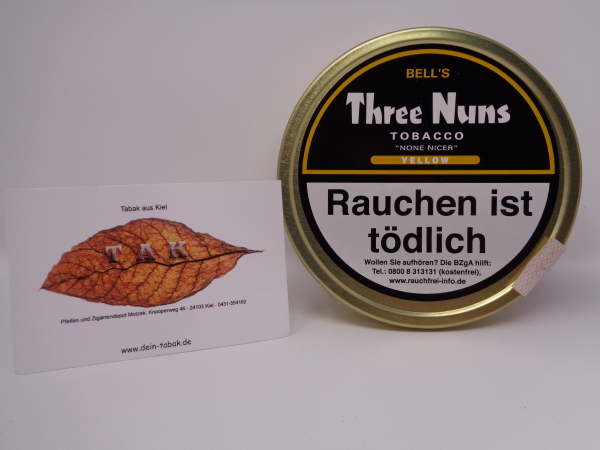 BELL'S
Three Nuns
TOBACCO
"NONE NICER"
YELLOW
Rauchen ist
tödlich
Wollen Sie aufhören? Die BZgA hilft:
Tel.: 0800 8 313131 (kostenfrei),
www.rauchfrei-info.de
Tabak aus Kiel
TAK
Pfeifen und Zigarrendepot Metzek, Knooperweg 46 - 24103 Kiel - 0431-554162
www.dein-tabak.de